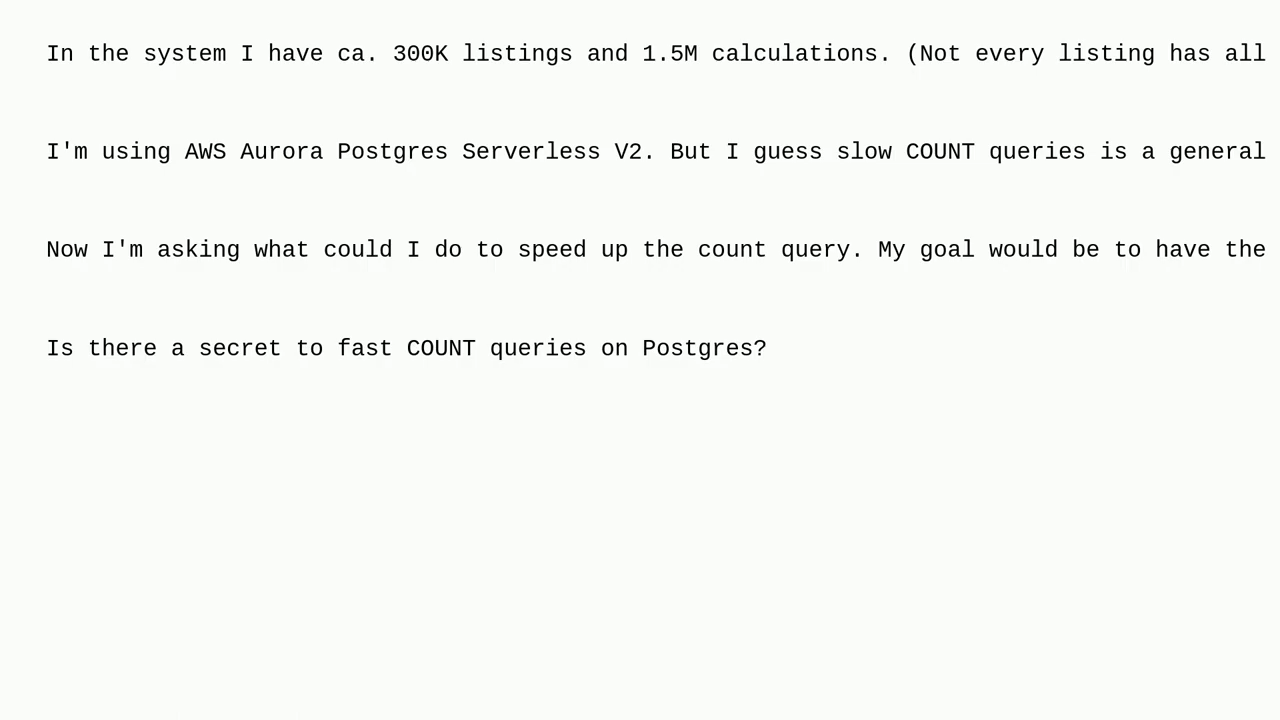 In the system I have ca. 300K listings and 1.5M calculations. (Not every listing has all
I'm using AWS Aurora Postgres Serverless V2. But I guess slow COUNT queries is a general
Now I'm asking what could I do to speed up the count query. My goal would be to have the
Is there a secret to fast COUNT queries on Postgres?